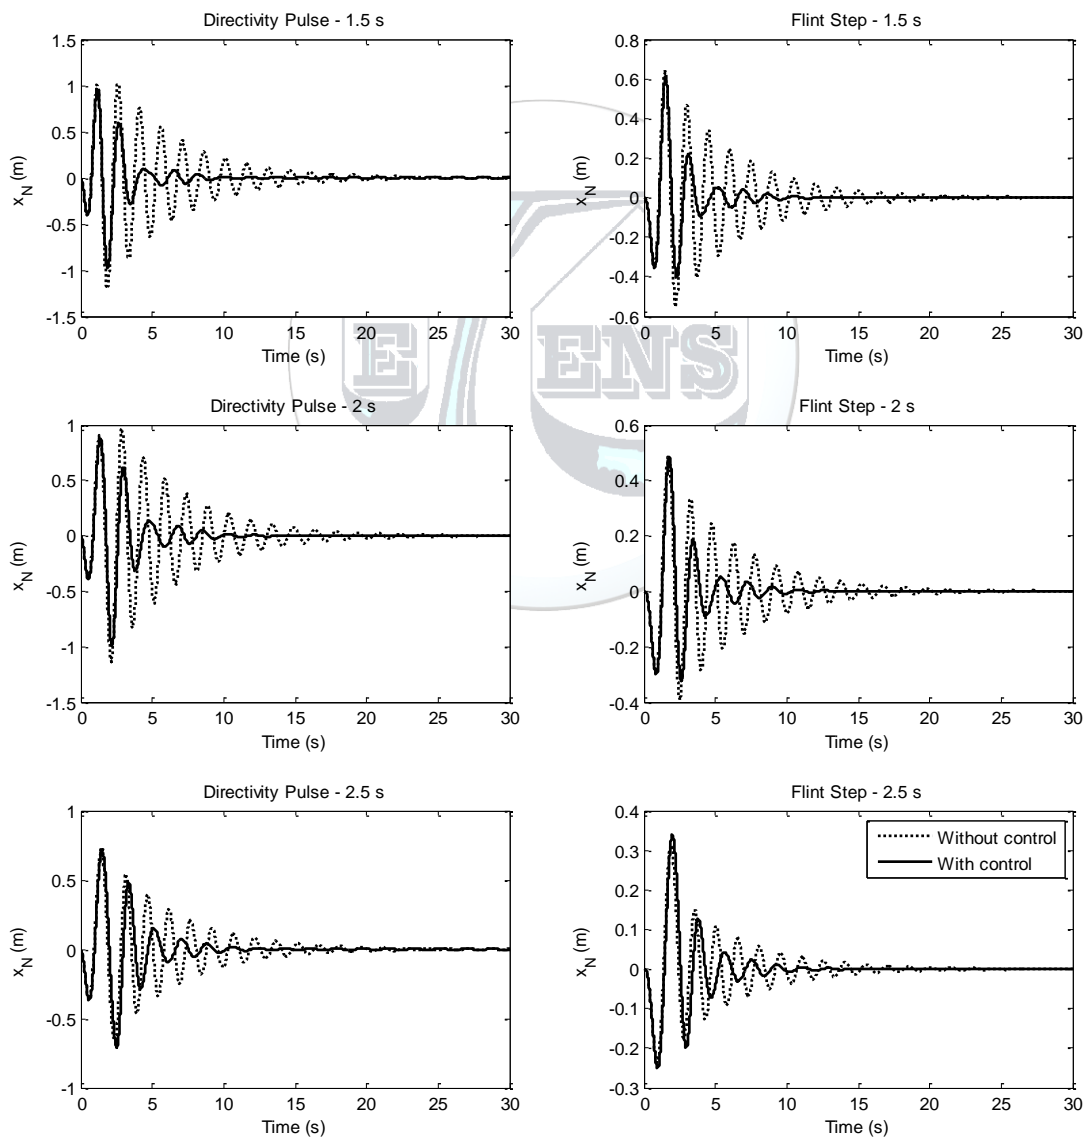 Directivity Pulse - 1.5 s
1.5
1
0.5
0
-0.5
-1
-1.5
x_N (m)
0 5 10 15 20 25 30
Time (s)
Flint Step - 1.5 s
0.8
0.6
0.4
0.2
0
-0.2
-0.4
-0.6
x_N (m)
0 5 10 15 20 25 30
Time (s)
E ENS
Directivity Pulse - 2 s
1
0.5
0
-0.5
-1
-1.5
x_N (m)
0 5 10 15 20 25 30
Time (s)
Flint Step - 2 s
0.6
0.4
0.2
0
-0.2
-0.4
x_N (m)
0 5 10 15 20 25 30
Time (s)
Directivity Pulse - 2.5 s
1
0.5
0
-0.5
-1
x_N (m)
0 5 10 15 20 25 30
Time (s)
Flint Step - 2.5 s
0.4
0.3
0.2
0.1
0
-0.1
-0.2
-0.3
x_N (m)
0 5 10 15 20 25 30
Time (s)
Without control
With control